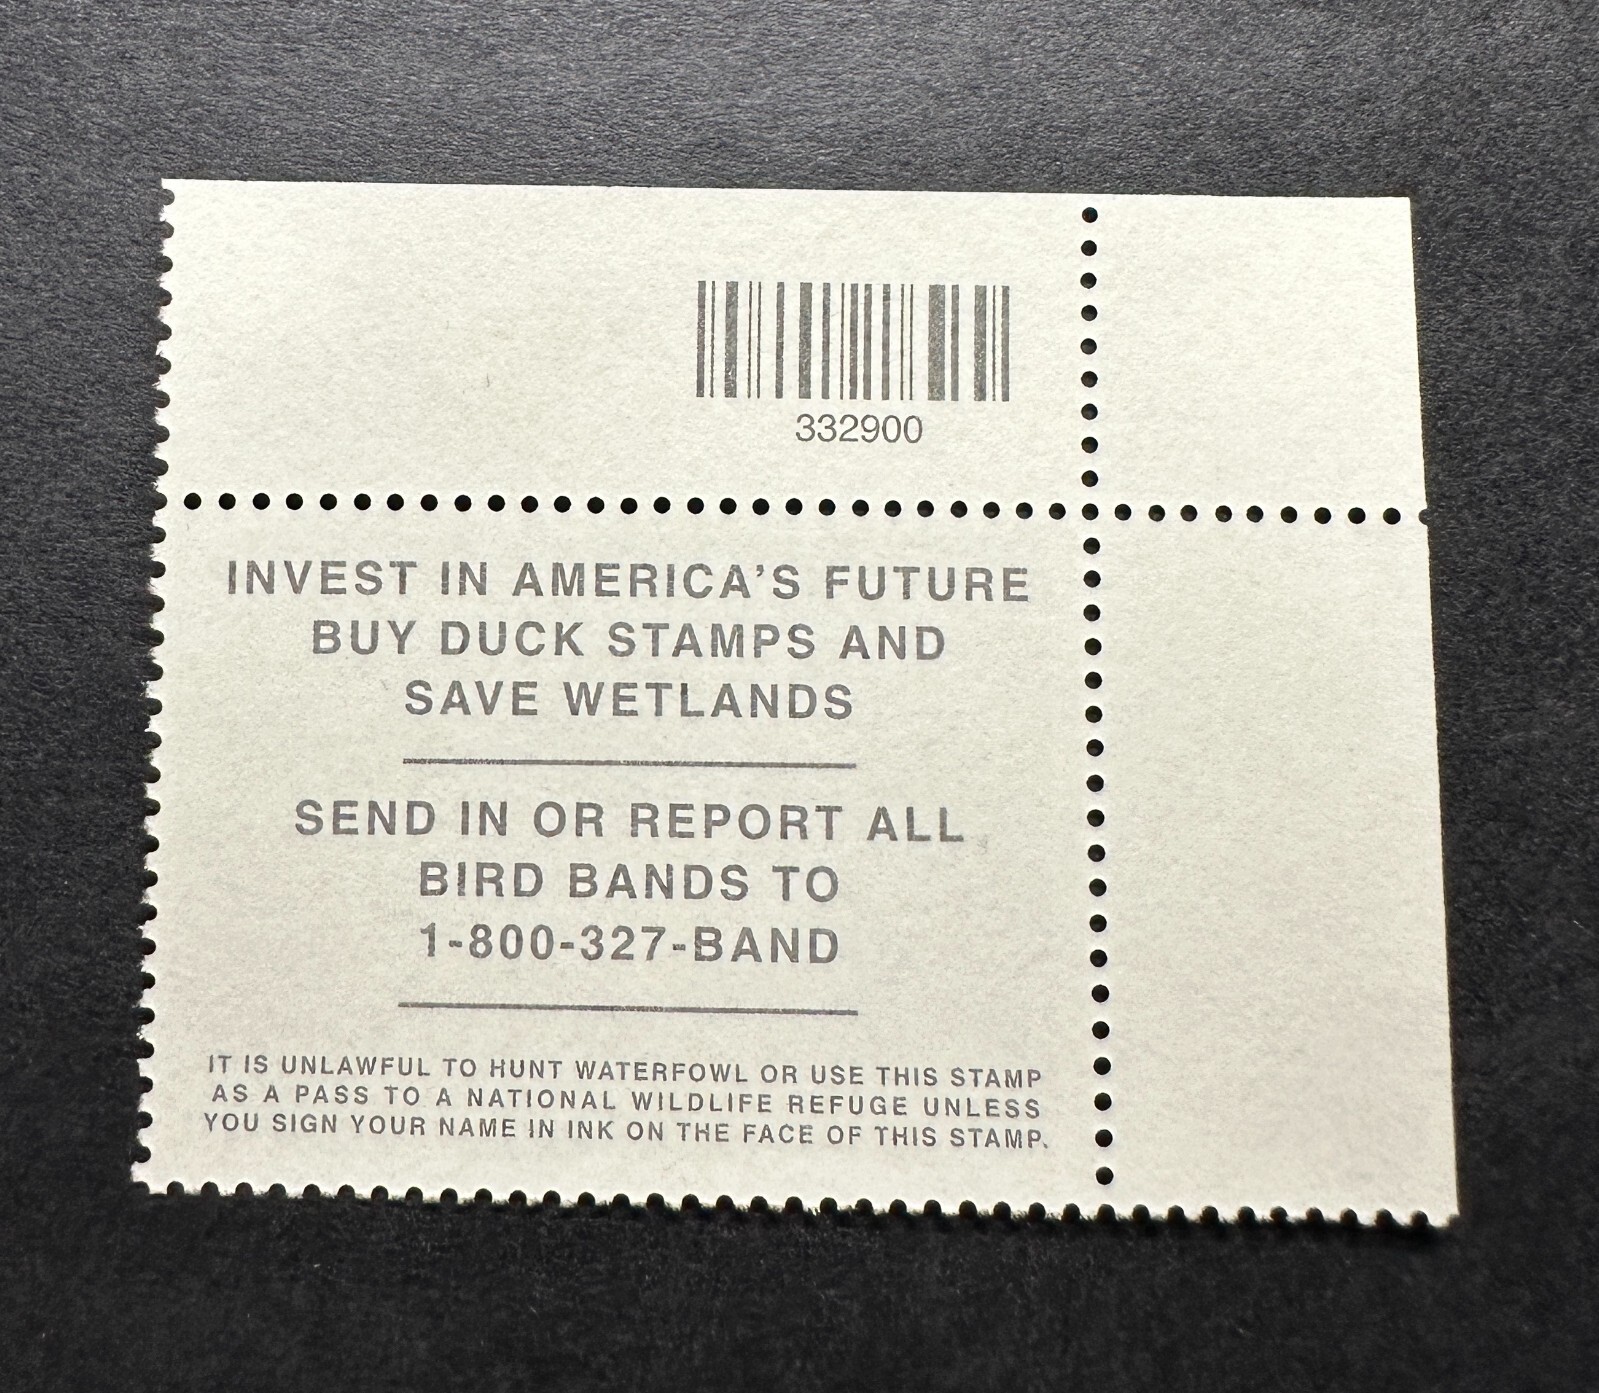 332900
INVEST IN AMERICA'S FUTURE
BUY DUCK STAMPS AND
SAVE WETLANDS
SEND IN OR REPORT ALL
BIRD BANDS TO
1-800-327-BAND
IT IS UNLAWFUL TO HUNT WATERFOWL OR USE THIS STAMP
AS A PASS TO A NATIONAL WILDLIFE REFUGE UNLESS
YOU SIGN YOUR NAME IN INK ON THE FACE OF THIS STAMP.